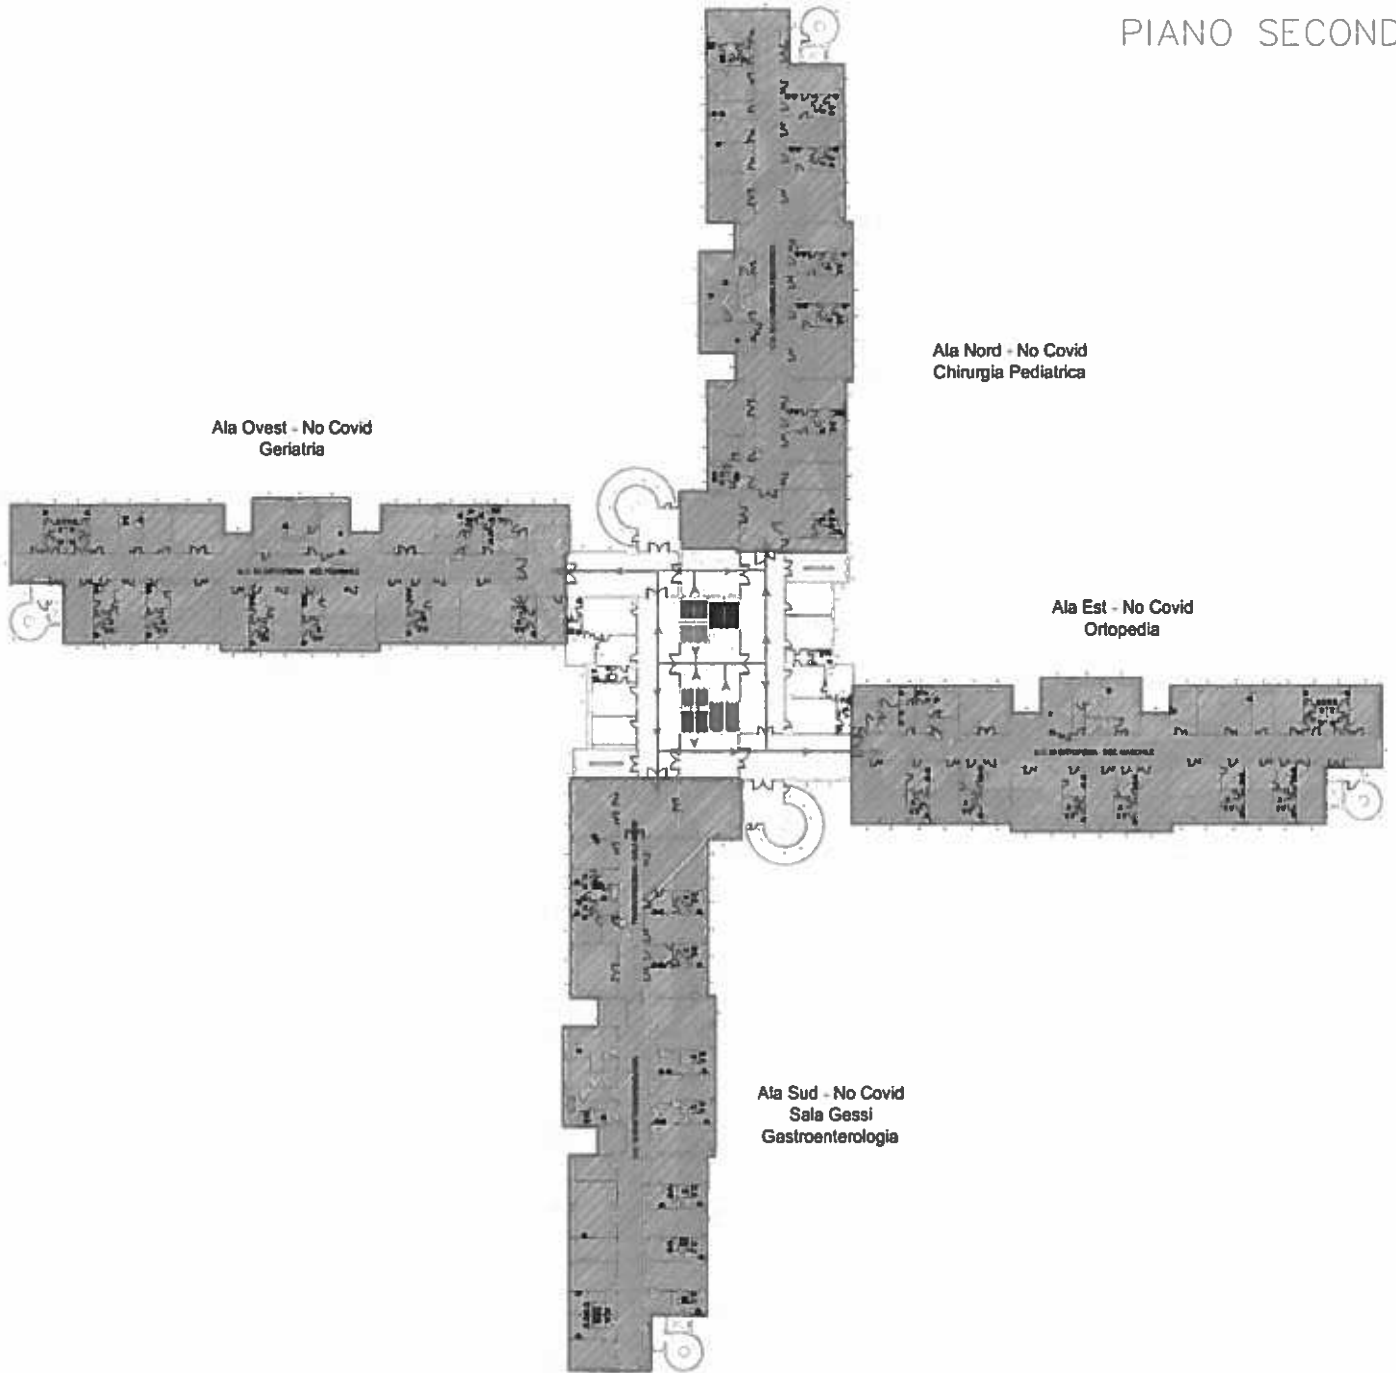 PIANO SECOND
Ala Nord - No Covid
Chirurgia Pediatrica
Ala Ovest - No Covid
Geriatria
Ala Est - No Covid
Ortopedia
Ala Sud - No Covid
Sala Gessi
Gastroenterologia